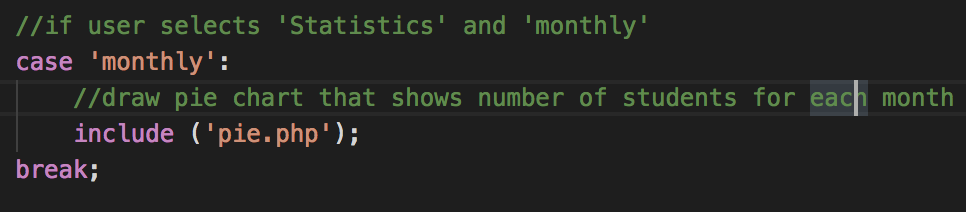 //if user selects 'Statistics' and 'monthly'
case 'monthly':
//draw pie chart that shows number of students for each month
include ('pie.php');
break;